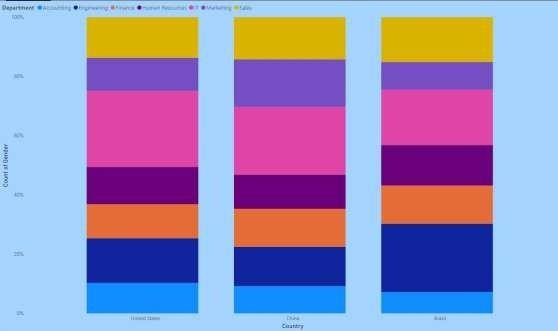 Department Accounting Engineering Finance Human Resources IT Marketing Sales
100%
80%
60%
40%
20%
0%
Count of Gender
United States China Brazil
Country